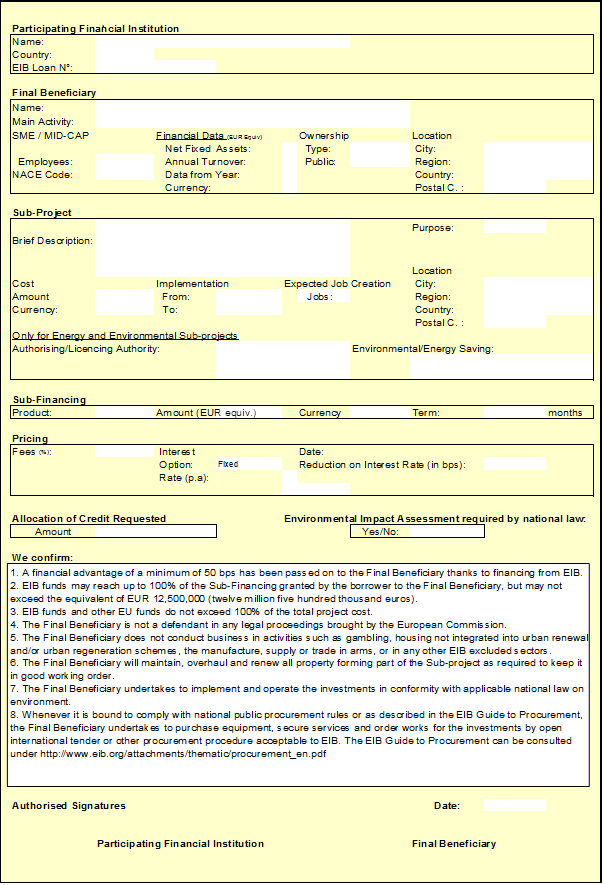 Participating Financial Institution
Name:
Country:
EIB Loan N°:
Final Beneficiary
Name:
Main Activity:
SME / MID-CAP Financial Data (EUR Equiv) Ownership Location
Net Fixed Assets: Type: City:
Employees: Annual Turnover: Public: Region:
NACE Code: Data from Year: Country:
Currency: Postal C. :
Sub-Project
Purpose:
Brief Description:
Location
Cost Implementation Expected Job Creation City:
Amount From: Jobs: Region:
Currency: To: Country:
Postal C. :
Only for Energy and Environmental Sub-projects
Authorising/Licencing Authority: Environmental/Energy Saving:
Sub-Financing
Product: Amount (EUR equiv.) Currency Term: months
Pricing
Fees (%): Interest Date:
Option: Fixed Reduction on Interest Rate (in bps):
Rate (p.a):
Allocation of Credit Requested Environmental Impact Assessment required by national law:
Amount Yes/No:
We confirm:
1. A financial advantage of a minimum of 50 bps has been passed on to the Final Beneficiary thanks to financing from EIB.
2. EIB funds may reach up to 100% of the Sub-Financing granted by the borrower to the Final Beneficiary, but may not
exceed the equivalent of EUR 12,500,000 (twelve million five hundred thousand euros).
3. EIB funds and other EU funds do not exceed 100% of the total project cost.
4. The Final Beneficiary is not a defendant in any legal proceedings brought by the European Commission.
5. The Final Beneficiary does not conduct business in activities such as gambling, housing not integrated into urban renewal
and/or urban regeneration schemes, the manufacture, supply or trade in arms, or in any other EIB excluded sectors.
6. The Final Beneficiary will maintain, overhaul and renew all property forming part of the Sub-project as required to keep it
in good working order.
7. The Final Beneficiary undertakes to implement and operate the investments in conformity with applicable national law on
environment.
8. Whenever it is bound to comply with national public procurement rules or as described in the EIB Guide to Procurement,
the Final Beneficiary undertakes to purchase equipment, secure services and order works for the investments by open
international tender or other procurement procedure acceptable to EIB. The EIB Guide to Procurement can be consulted
under http://www.eib.org/attachments/thematic/procurement_en.pdf
Authorised Signatures Date:
Participating Financial Institution Final Beneficiary